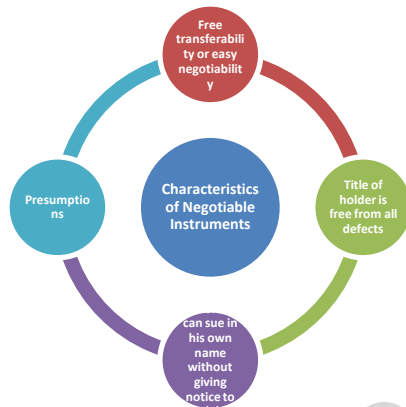 Free
transferabili
ty or easy
negotiabilit
y
Title of
holder is
free from all
defects
Characteristics
of Negotiable
Instruments
Presumptio
ns
can sue in
his own
name
without
giving
notice to